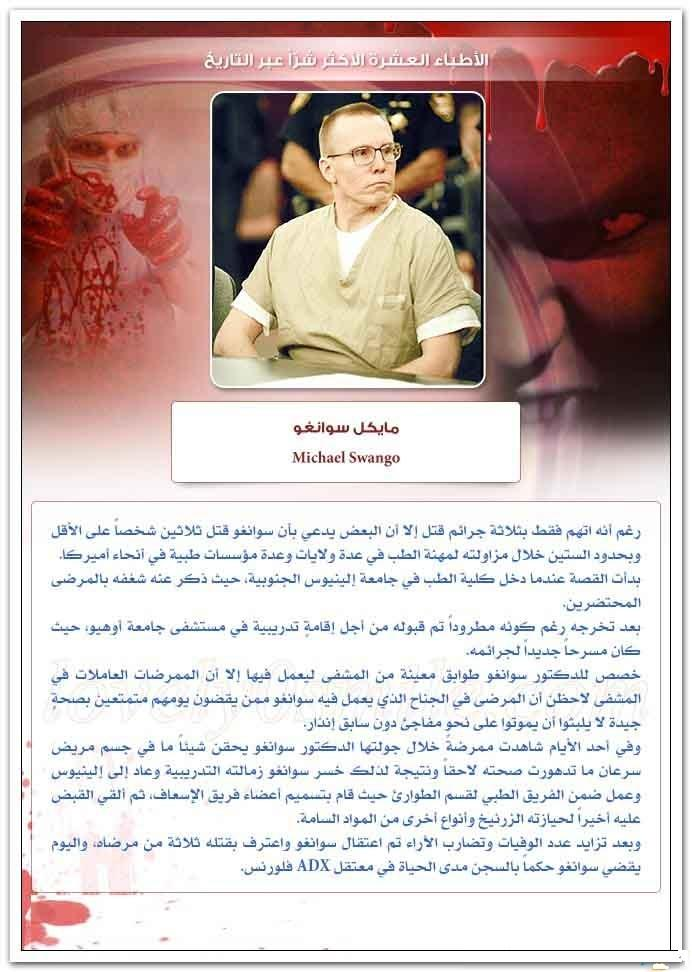 الأطباء العشرة الأكثر شرّاً عبر التاريخ
مايكل سوانغو
Michael Swango
رغم أنه اتهم فقط بثلاثة جرائم قتل إلا أن البعض يدعي بأن سوانغو قتل ثلاثين شخصاً على الأقل
وبحدود الستين خلال مزاولته لمهنة الطب في عدة ولايات وعدة مؤسسات طبية في أنحاء أميركا.
بدأت القصة عندما دخل كلية الطب في جامعة إلينيوس الجنوبية، حيث ذكر عنه شغفه بالمرضى
المحتضرين.
بعد تخرجه رغم كونه مطروداً تم قبوله من أجل إقامةٍ تدريبية في مستشفى جامعة أوهيو، حيث
كان مسرحاً جديداً لجرائمه.
خصص للدكتور سوانغو طوابق معينة من المشفى ليعمل فيها إلا أن الممرضات العاملات في
المشفى لاحظن أن المرضى في الجناح الذي يعمل فيه سوانغو ممن يقضون يومهم متمتعين بصحةٍ
جيدة لا يلبثوا أن يموتوا على نحوٍ مفاجئ دون سابق إنذار.
وفي أحد الأيام شاهدت ممرضةً خلال جولتها الدكتور سوانغو يحقن شيئاً ما في جسم مريض
سرعان ما تدهورت صحته لاحقاً ونتيجة لذلك خسر سوانغو زمالته التدريبية وعاد إلى إلينيوس
وعمل ضمن الفريق الطبي لقسم الطوارئ حيث قام بتسميم أعضاء فريق الإسعاف، ثم ألقي القبض
عليه أخيراً لحيازته الزرنيخ وأنواع أخرى من المواد السامة.
وبعد تزايد عدد الوفيات وتضارب الأراء تم اعتقال سوانغو واعترف بقتله ثلاثة من مرضاه، واليوم
يقضي سوانغو حكماً بالسجن مدى الحياة في معتقل ADX فلورنس.